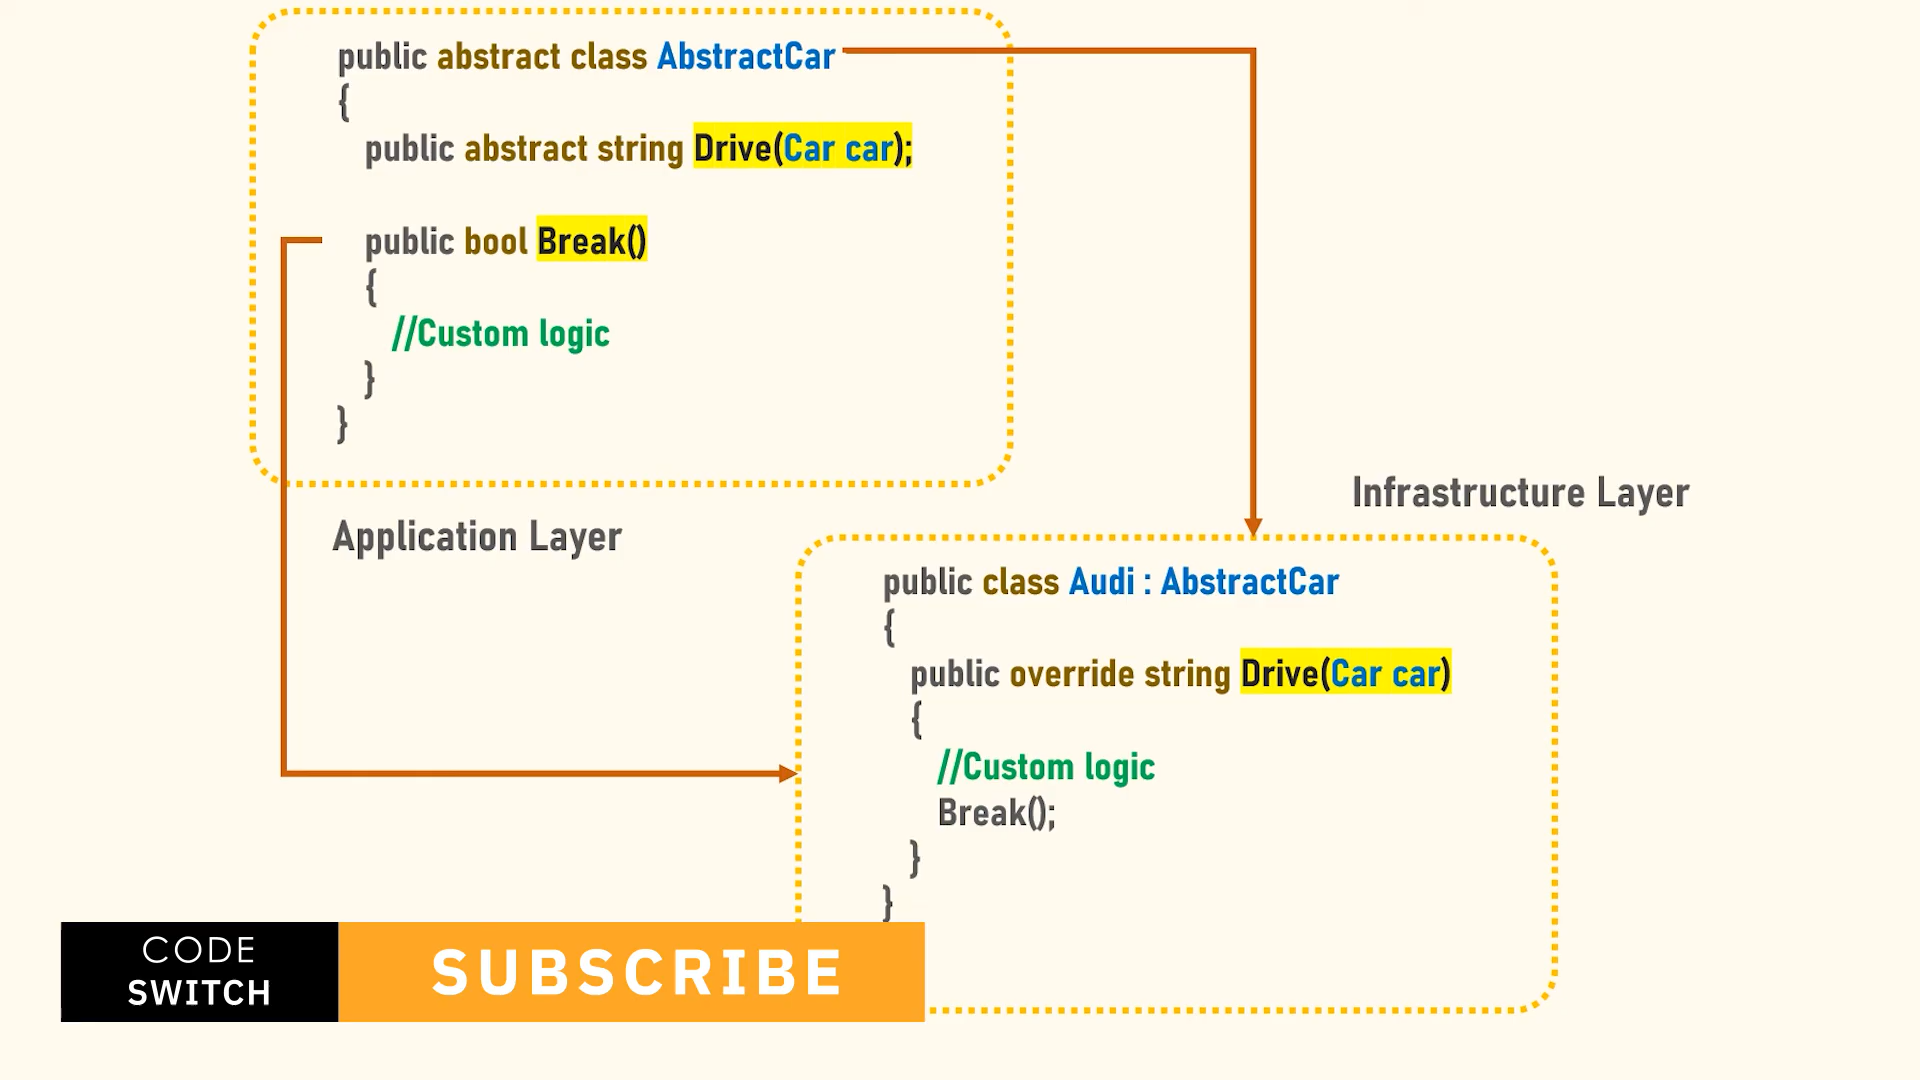 public abstract class AbstractCar
{
public abstract string Drive(Car car);
public bool Break()
{
//Custom logic
}
}
Application Layer
Infrastructure Layer
public class Audi : AbstractCar
{
public override string Drive(Car car)
{
//Custom logic
Break();
}
}
CODE
SWITCH
SUBSCRIBE